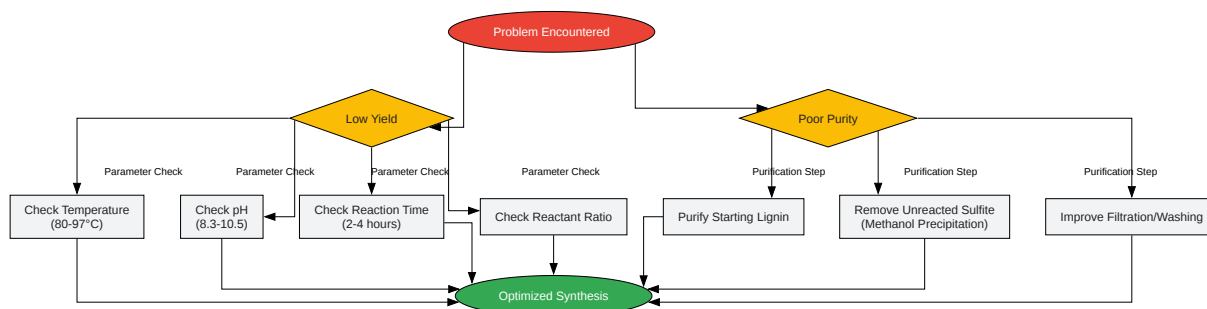 Problem Encountered
Low Yield
Poor Purity
Parameter Check
Parameter Check
Parameter Check
Parameter Check
Purification Step
Purification Step
Purification Step
Check Temperature
(80-97°C)
Check pH
(8.3-10.5)
Check Reaction Time
(2-4 hours)
Check Reactant Ratio
Purify Starting Lignin
Remove Unreacted Sulfite
(Methanol Precipitation)
Improve Filtration/Washing
Optimized Synthesis